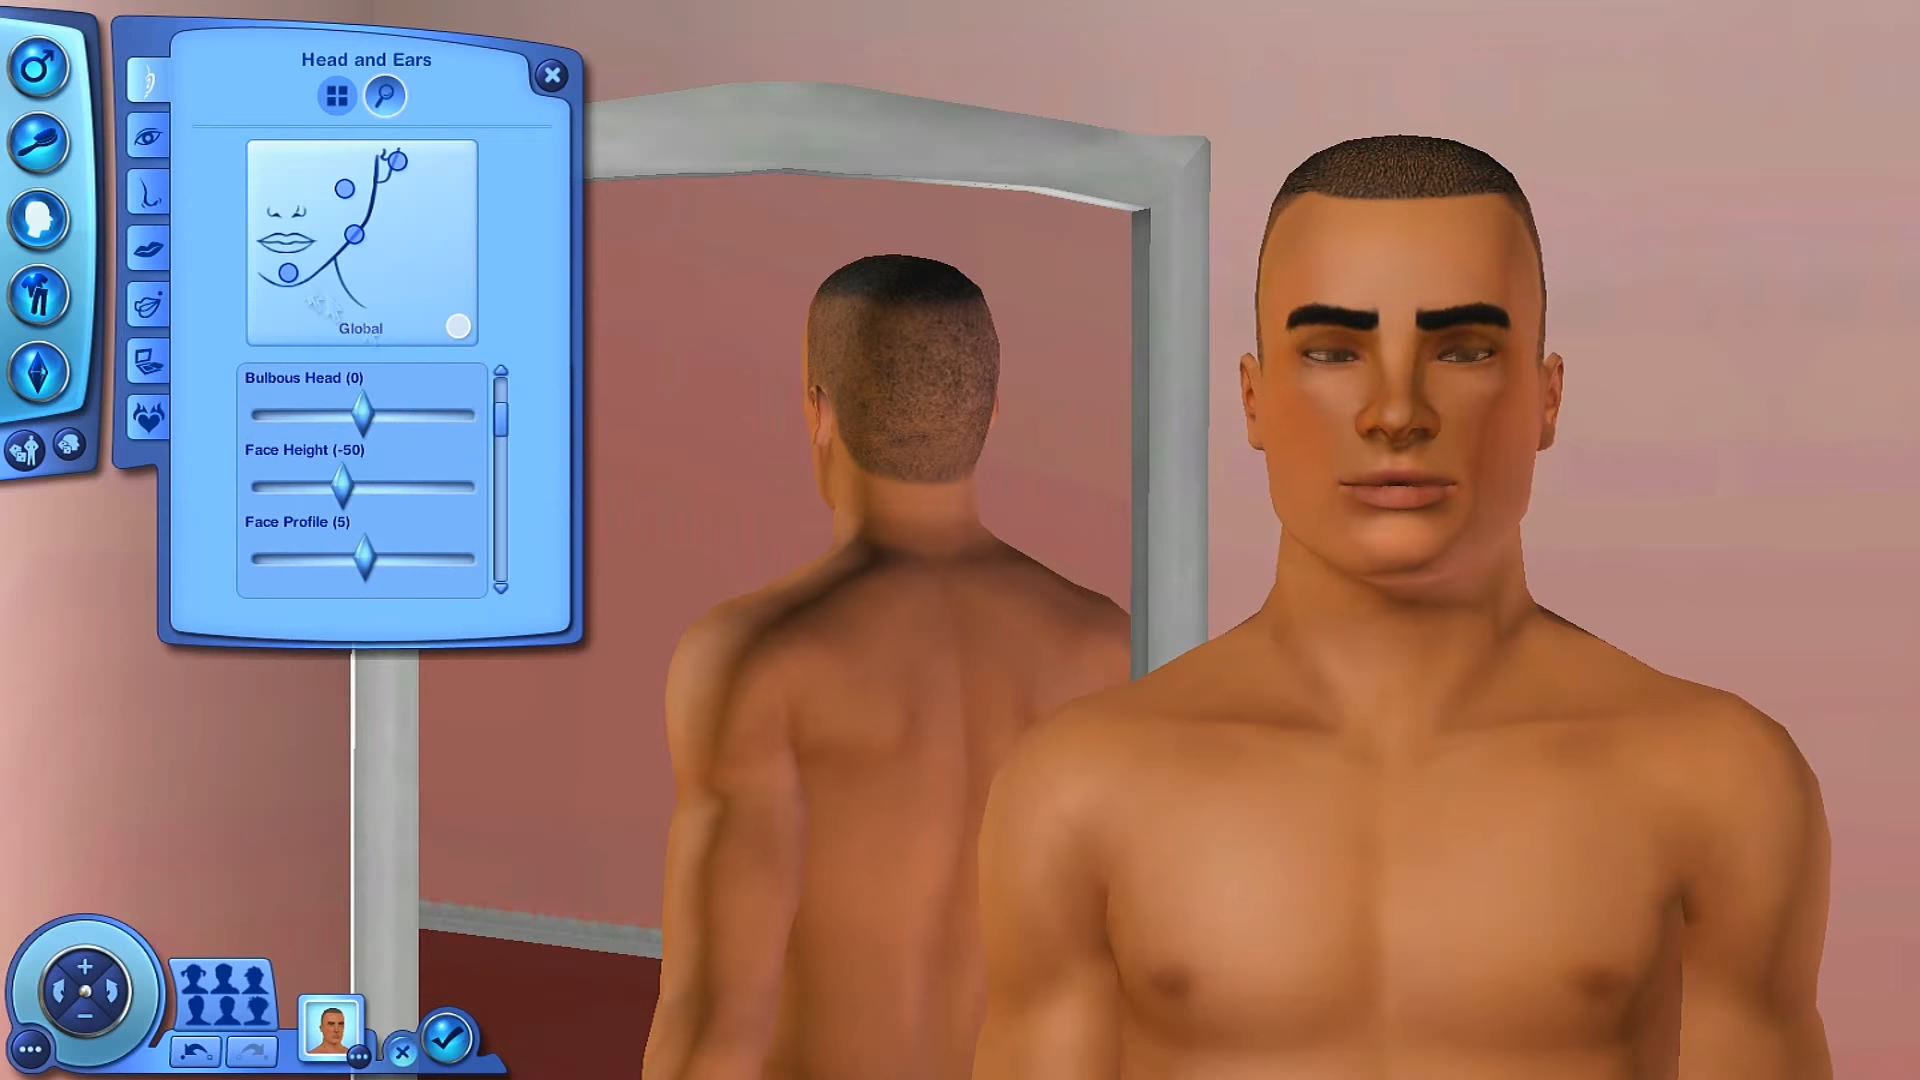 Head and Ears
Global
Bulbous Head (0)
Face Height (-50)
Face Profile (5)